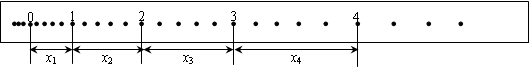 0 1 2 3 4
x₁ x₂ x₃ x₄